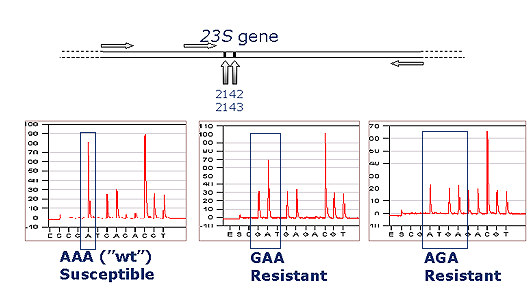 23S gene
2142
2143
E S C G A T G A G A C G T
E S C G A T G A G A C G T
E S C G A T G A G A C G T
AAA ("wt")
Susceptible
GAA
Resistant
AGA
Resistant